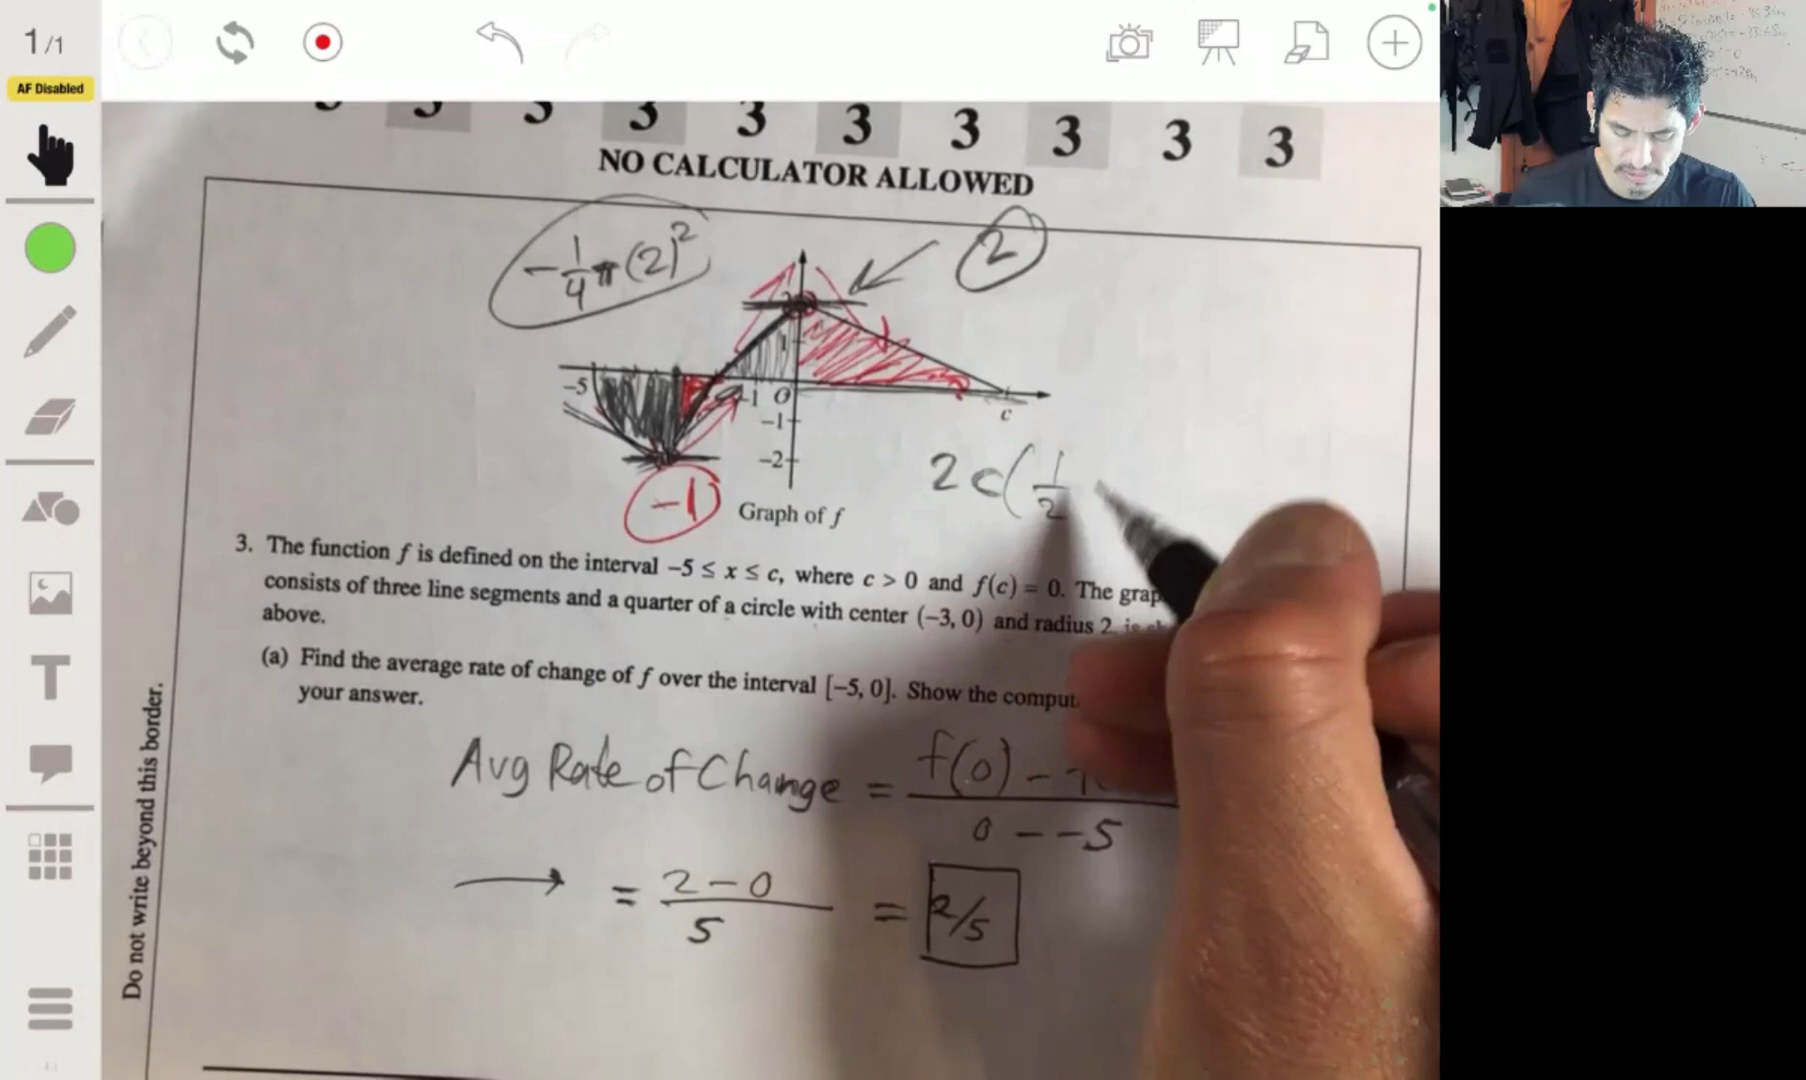 1/1
AF Disabled
3 3 3 3 3 3 3 3 3
NO CALCULATOR ALLOWED
-1/4 π(2)²
2
2
1
-5
-1
O
c
-1
-2
2c(1/2
-1
Graph of f
3. The function f is defined on the interval −5 ≤ x ≤ c, where c > 0 and f(c) = 0. The grap
consists of three line segments and a quarter of a circle with center (−3, 0) and radius 2, is
above.
(a) Find the average rate of change of f over the interval [−5, 0]. Show the comput
your answer.
Avg Rate of Change = f(0) -
0 - -5
= 2-0
5
= 2/5
Do not write beyond this border.
T